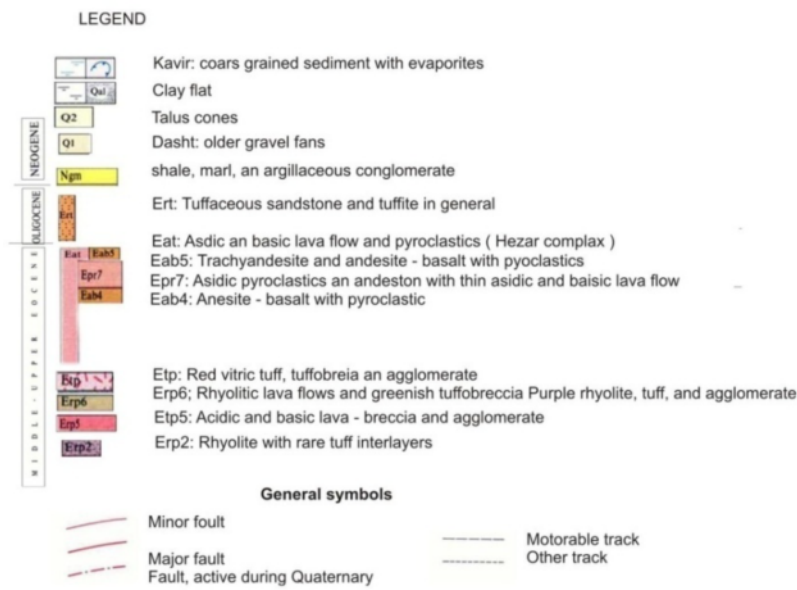 LEGEND
Kavir: coars grained sediment with evaporites
Qal
Clay flat
Q2
Talus cones
Q1
Dasht: older gravel fans
NEOGENE
Ngm
shale, marl, an argillaceous conglomerate
OLIGOCENE
Ert
Ert: Tuffaceous sandstone and tuffite in general
MIDDLE-UPPER EOCENE
Eat Eab5
Eat: Asdic an basic lava flow and pyroclastics ( Hezar complax )
Eab5: Trachyandesite and andesite - basalt with pyoclastics
Epr7
Epr7: Asidic pyroclastics an andeston with thin asidic and baisic lava flow
Eab4
Eab4: Anesite - basalt with pyroclastic
Etp
Etp: Red vitric tuff, tuffobreia an agglomerate
Erp6
Erp6; Rhyolitic lava flows and greenish tuffobreccia Purple rhyolite, tuff, and agglomerate
Erp5
Etp5: Acidic and basic lava - breccia and agglomerate
Erp2
Erp2: Rhyolite with rare tuff interlayers
General symbols
Minor foult
Major fault
Fault, active during Quaternary
Motorable track
Other track